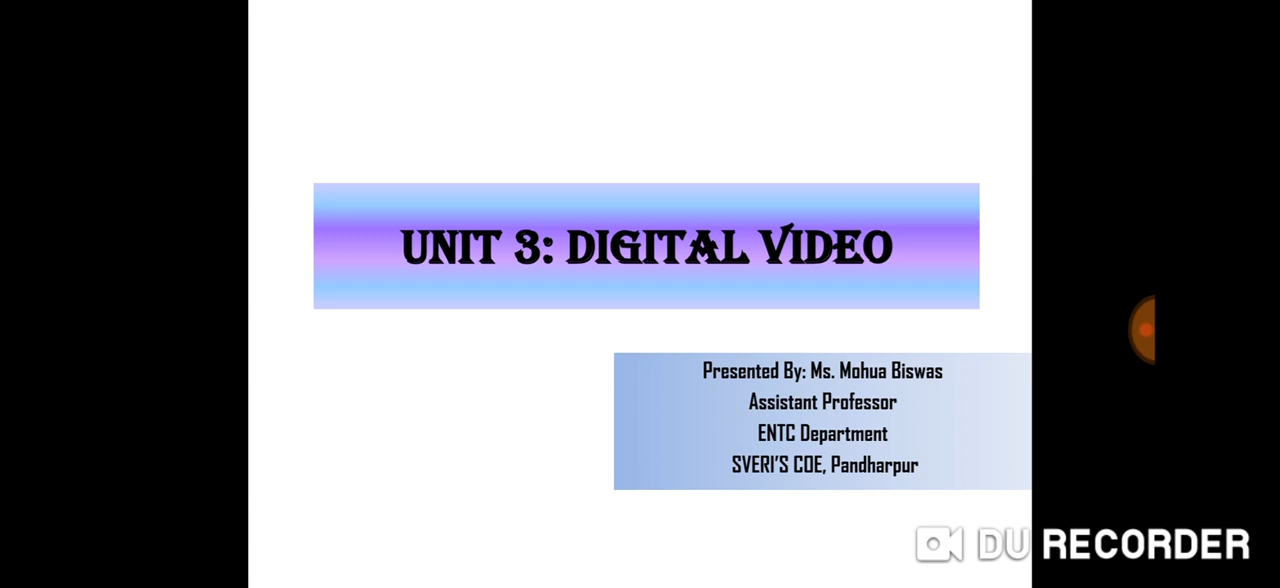 UNIT 3: DIGITAL VIDEO
Presented By: Ms. Mohua Biswas
Assistant Professor
ENTC Department
SVERI'S COE, Pandharpur
DU RECORDER